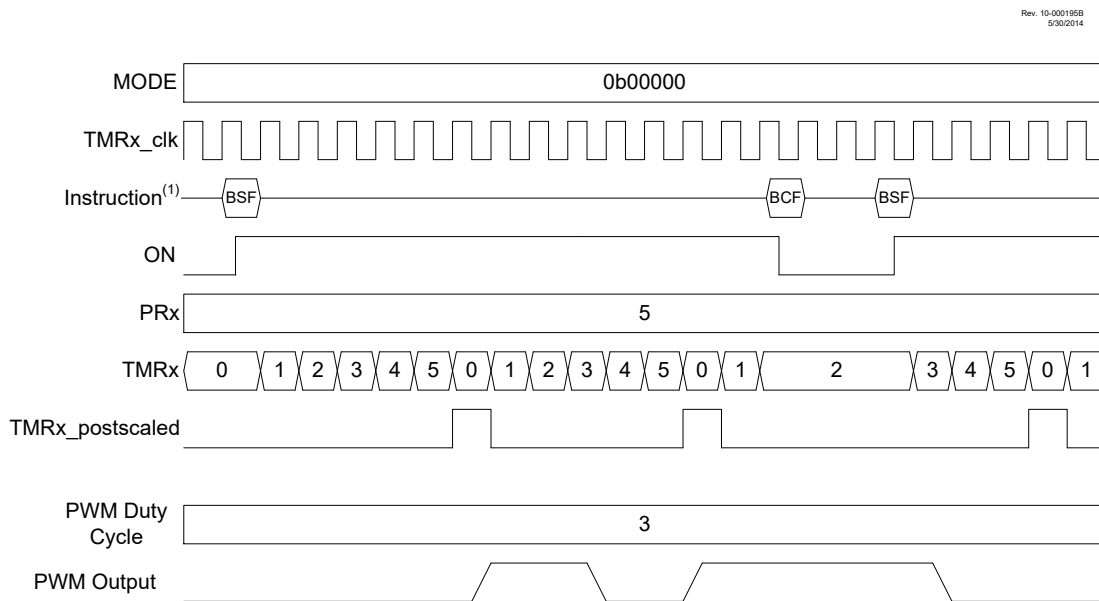 Rev. 10-000195B
5/30/2014
MODE 0b00000
TMRx_clk
Instruction(1) BSF BCF BSF
ON
PRx 5
TMRx 0 1 2 3 4 5 0 1 2 3 4 5 0 1 2 3 4 5 0 1
TMRx_postscaled
PWM Duty
Cycle 3
PWM Output